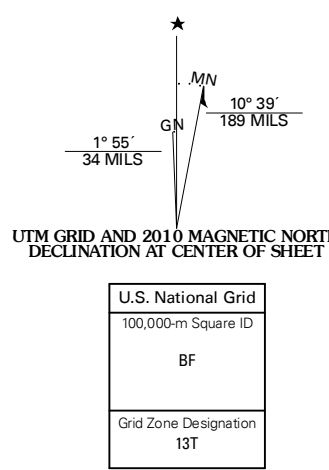 MN
10° 39´
189 MILS
GN
1° 55´
34 MILS
UTM GRID AND 2010 MAGNETIC NORT
DECLINATION AT CENTER OF SHEET
U.S. National Grid
100,000-m Square ID
BF
Grid Zone Designation
13T